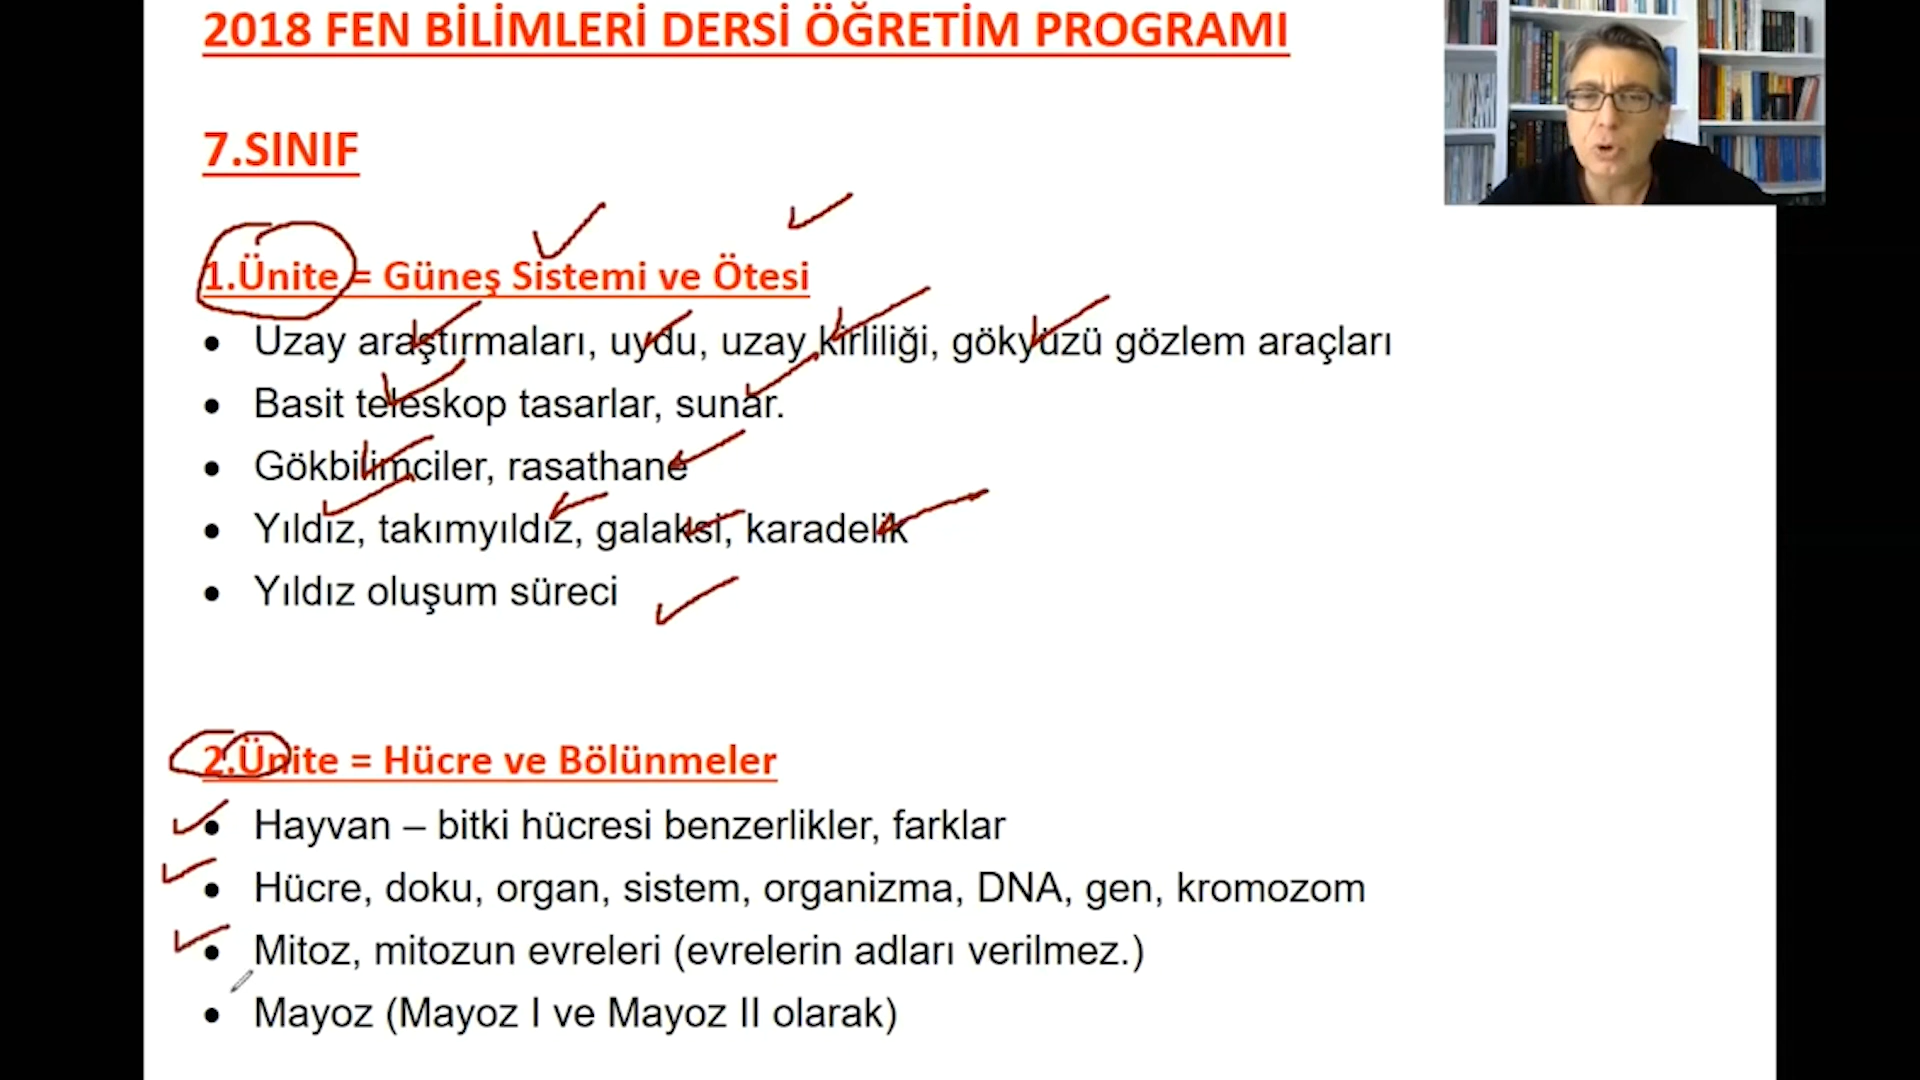 2018 FEN BİLİMLERİ DERSİ ÖĞRETİM PROGRAMI
7.SINIF
1.Ünite = Güneş Sistemi ve Ötesi
• Uzay araştırmaları, uydu, uzay kirliliği, gökyüzü gözlem araçları
• Basit teleskop tasarlar, sunar.
• Gökbilimciler, rasathane
• Yıldız, takımyıldız, galaksi, karadelik
• Yıldız oluşum süreci
2.Ünite = Hücre ve Bölünmeler
• Hayvan – bitki hücresi benzerlikler, farklar
• Hücre, doku, organ, sistem, organizma, DNA, gen, kromozom
• Mitoz, mitozun evreleri (evrelerin adları verilmez.)
• Mayoz (Mayoz I ve Mayoz II olarak)